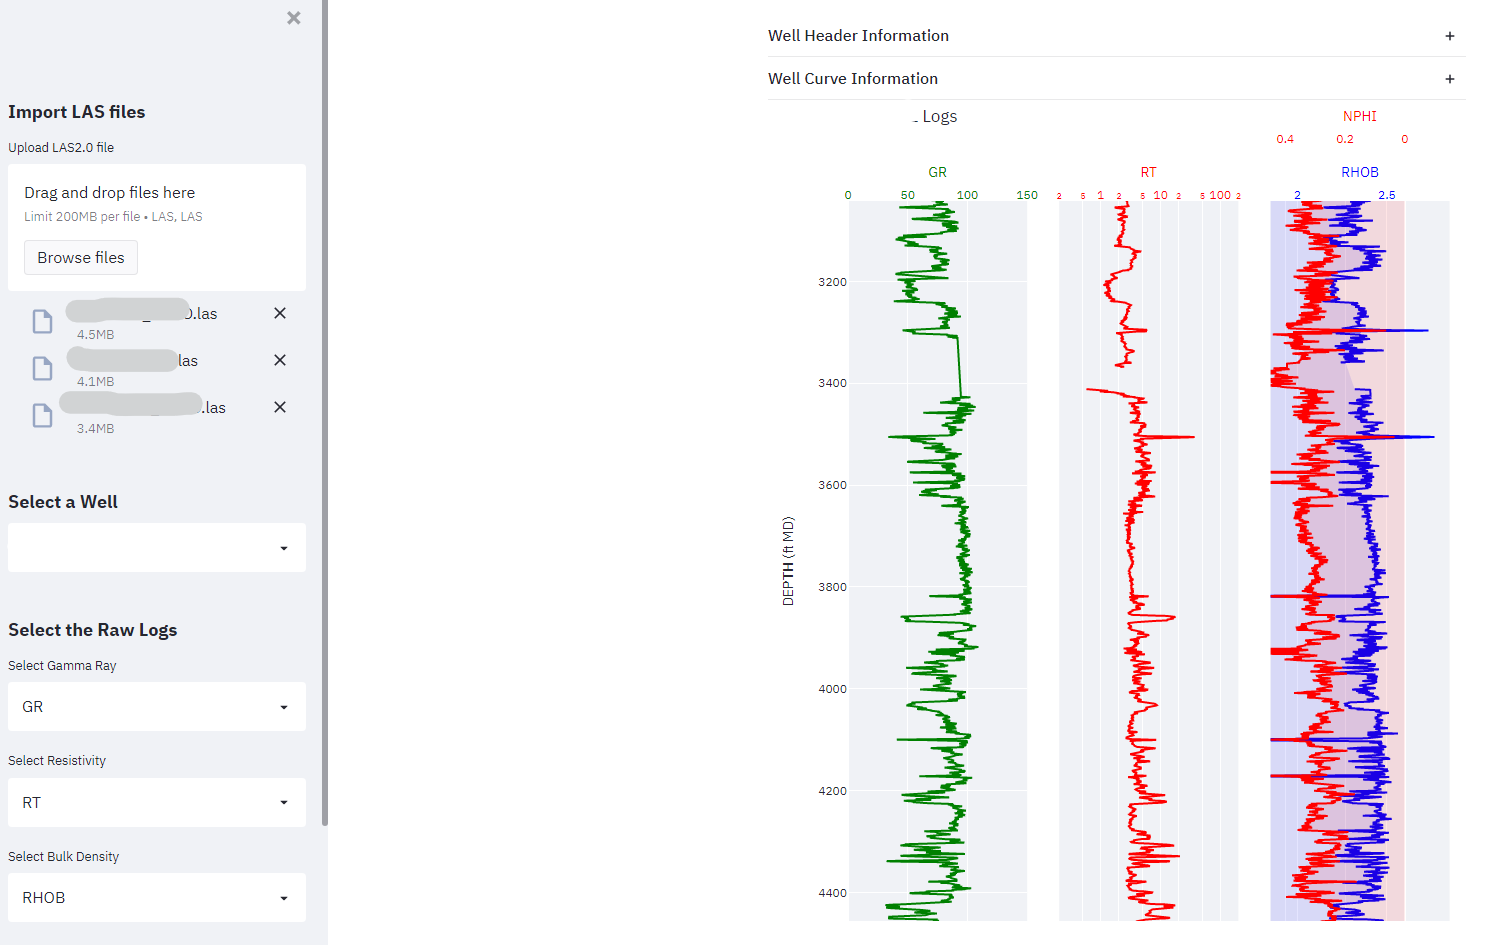 Import LAS files
Upload LAS2.0 file
Drag and drop files here
Limit 200MB per file • LAS, LAS
Browse files
.las
4.5MB
las
4.1MB
.las
3.4MB
Select a Well
Select the Raw Logs
Select Gamma Ray
GR
Select Resistivity
RT
Select Bulk Density
RHOB
Well Header Information
Well Curve Information
Logs
GR
0 50 100 150
RT
2 5 1 2 5 10 2 5 100 2
NPHI
0.4 0.2 0
RHOB
2 2.5
DEPTH (ft MD)
3200
3400
3600
3800
4000
4200
4400